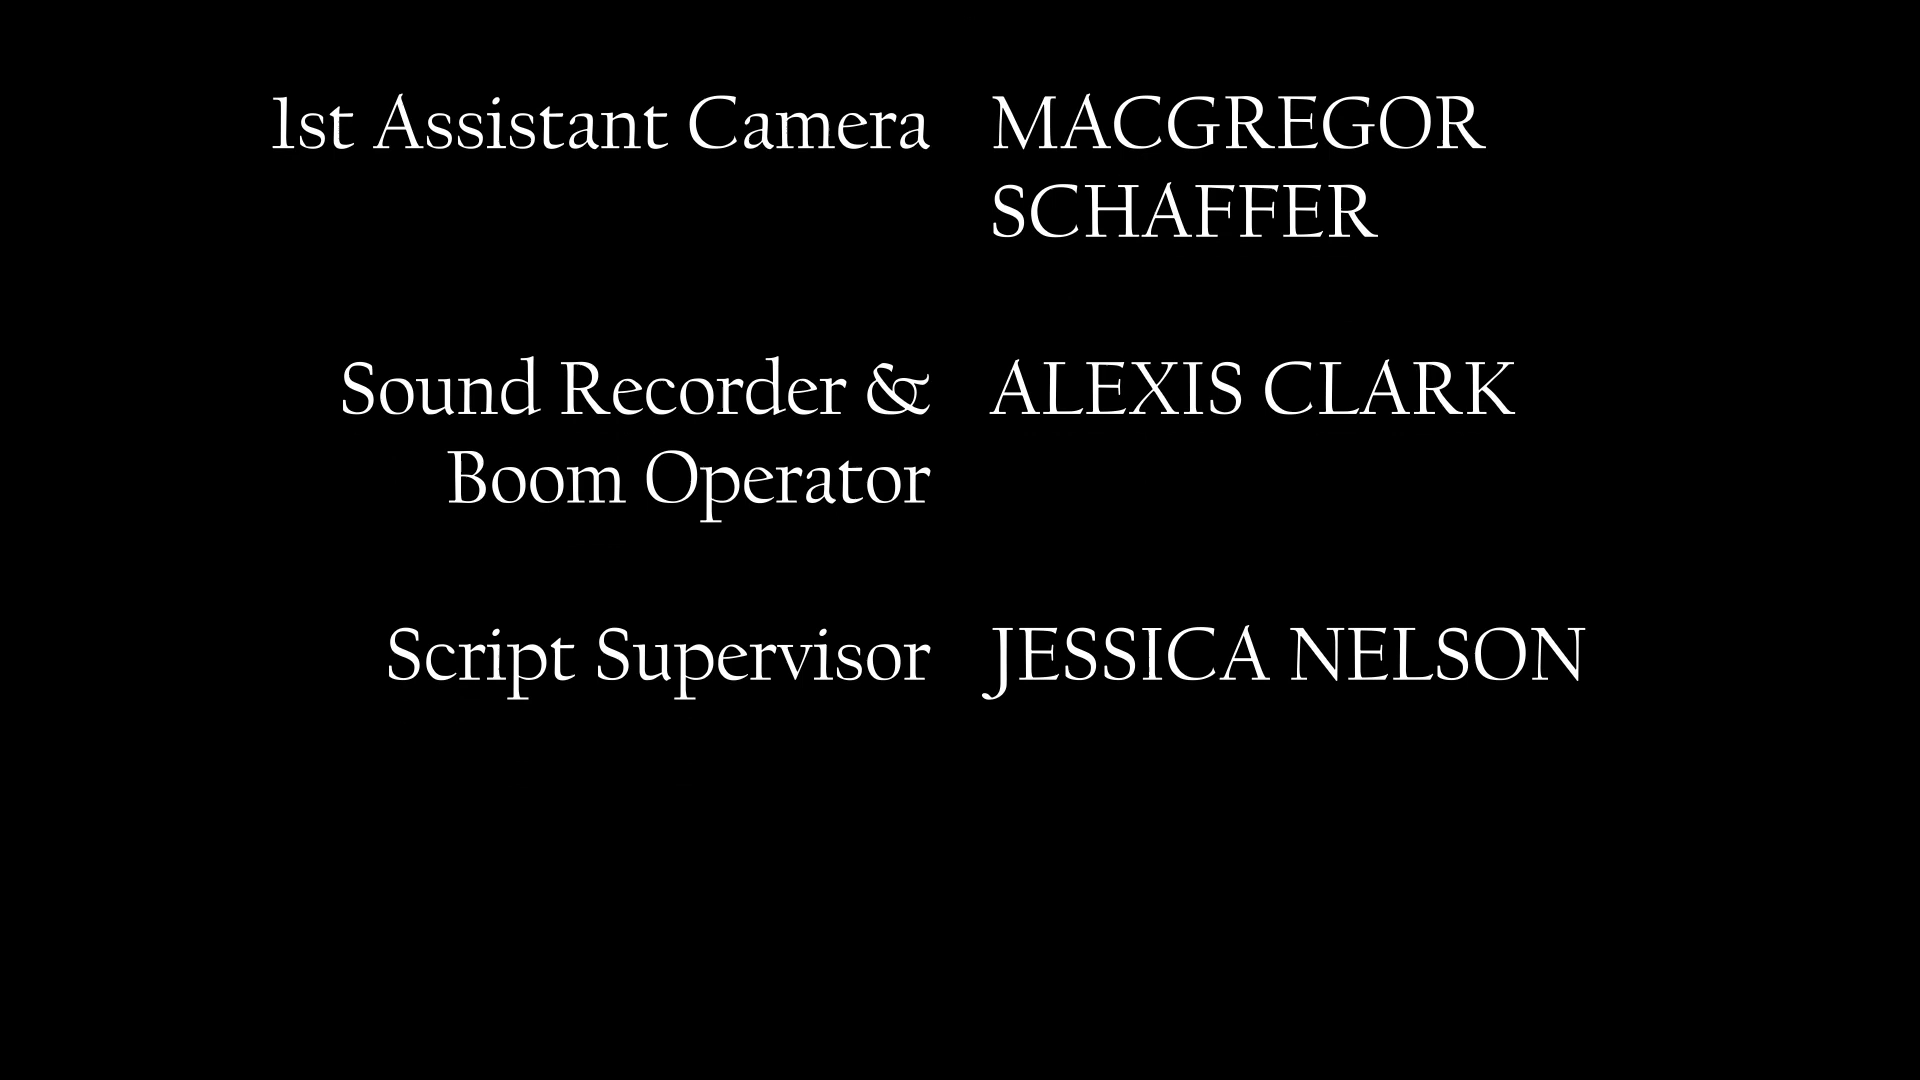 1st Assistant Camera MACGREGOR
SCHAFFER
Sound Recorder & ALEXIS CLARK
Boom Operator
Script Supervisor JESSICA NELSON